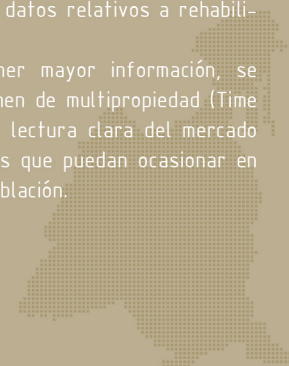 datos relativos a rehabili-
ner mayor información, se
nen de multipropiedad (Time
lectura clara del mercado
s que puedan ocasionar en
blación.